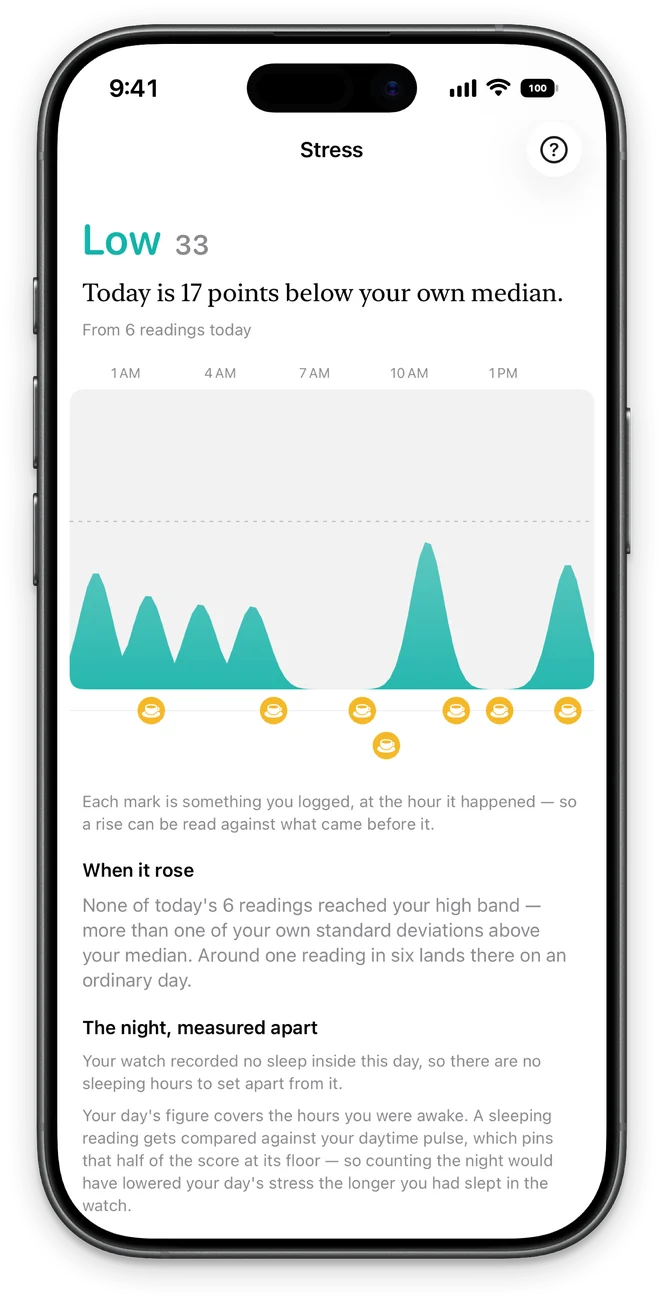 9:41
100
Stress
?
Low 33
Today is 17 points below your own median.
From 6 readings today
1 AM 4 AM 7 AM 10 AM 1 PM
Each mark is something you logged, at the hour it happened — so
a rise can be read against what came before it.
When it rose
None of today's 6 readings reached your high band —
more than one of your own standard deviations above
your median. Around one reading in six lands there on an
ordinary day.
The night, measured apart
Your watch recorded no sleep inside this day, so there are no
sleeping hours to set apart from it.
Your day's figure covers the hours you were awake. A sleeping
reading gets compared against your daytime pulse, which pins
that half of the score at its floor — so counting the night would
have lowered your day's stress the longer you had slept in the
watch.